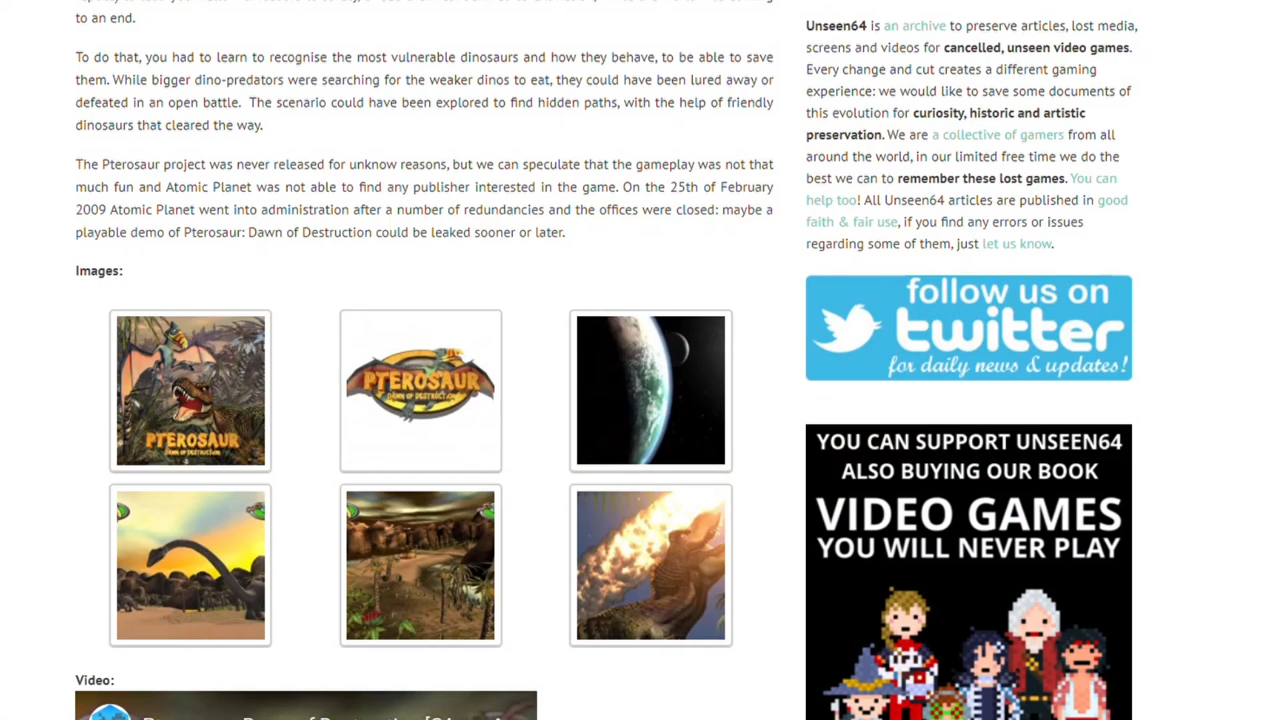 to an end.
To do that, you had to learn to recognise the most vulnerable dinosaurs and how they behave, to be able to save
them. While bigger dino-predators were searching for the weaker dinos to eat, they could have been lured away or
defeated in an open battle. The scenario could have been explored to find hidden paths, with the help of friendly
dinosaurs that cleared the way.
The Pterosaur project was never released for unknow reasons, but we can speculate that the gameplay was not that
much fun and Atomic Planet was not able to find any publisher interested in the game. On the 25th of February
2009 Atomic Planet went into administration after a number of redundancies and the offices were closed: maybe a
playable demo of Pterosaur: Dawn of Destruction could be leaked sooner or later.
Images:
PTEROSAUR
DAWN OF DESTRUCTION
PTEROSAUR
DAWN OF DESTRUCTION
Video:
Unseen64 is an archive to preserve articles, lost media,
screens and videos for cancelled, unseen video games.
Every change and cut creates a different gaming
experience: we would like to save some documents of
this evolution for curiosity, historic and artistic
preservation. We are a collective of gamers from all
around the world, in our limited free time we do the
best we can to remember these lost games. You can
help too! All Unseen64 articles are published in good
faith & fair use, if you find any errors or issues
regarding some of them, just let us know.
follow us on
twitter
for daily news & updates!
YOU CAN SUPPORT UNSEEN64
ALSO BUYING OUR BOOK
VIDEO GAMES
YOU WILL NEVER PLAY